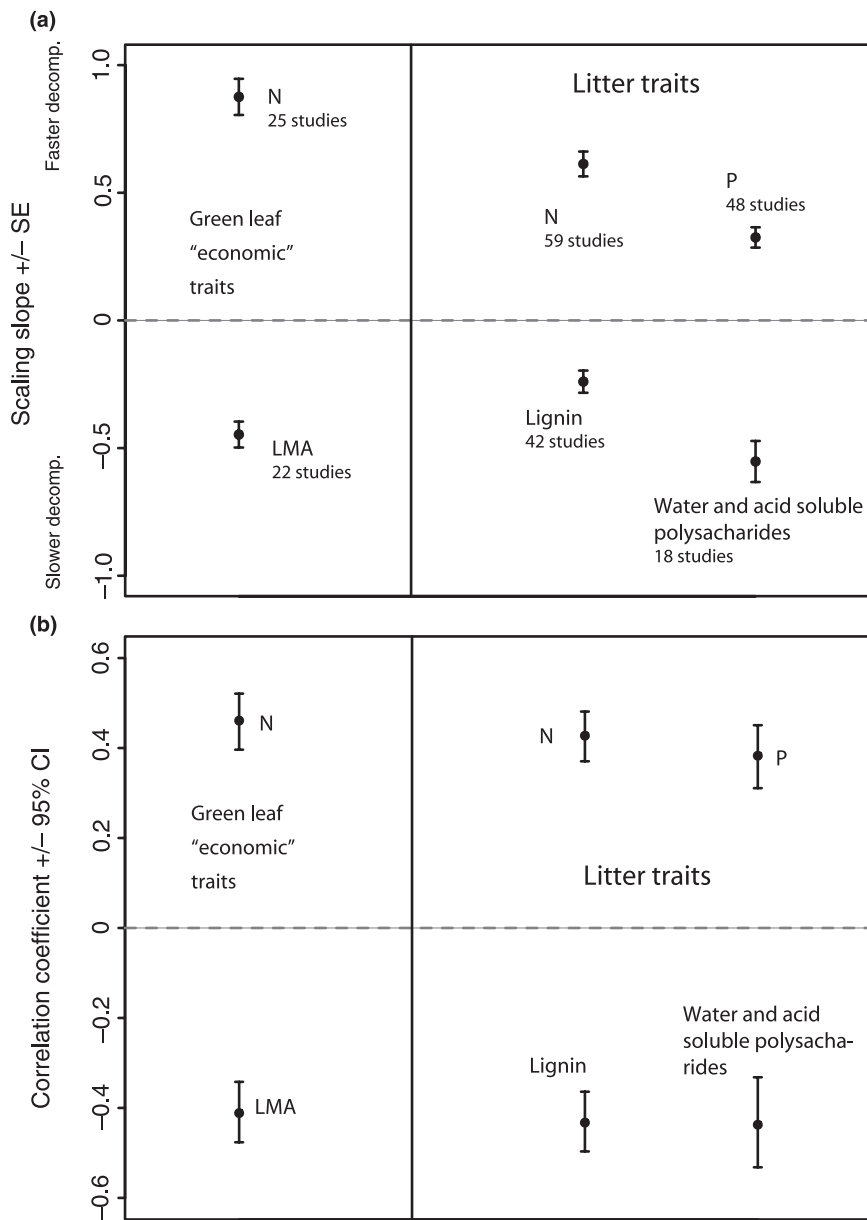 (a)
Faster decomp.
Slower decomp.
Scaling slope +/− SE
1.0
0.5
0
−0.5
−1.0
N
25 studies
Green leaf
“economic”
traits
LMA
22 studies
Litter traits
N
59 studies
P
48 studies
Lignin
42 studies
Water and acid soluble
polysacharides
18 studies
(b)
Correlation coefficient +/− 95% CI
0.6
0.4
0.2
0
−0.2
−0.4
−0.6
N
Green leaf
“economic”
traits
LMA
N
P
Litter traits
Lignin
Water and acid
soluble polysacha-
rides